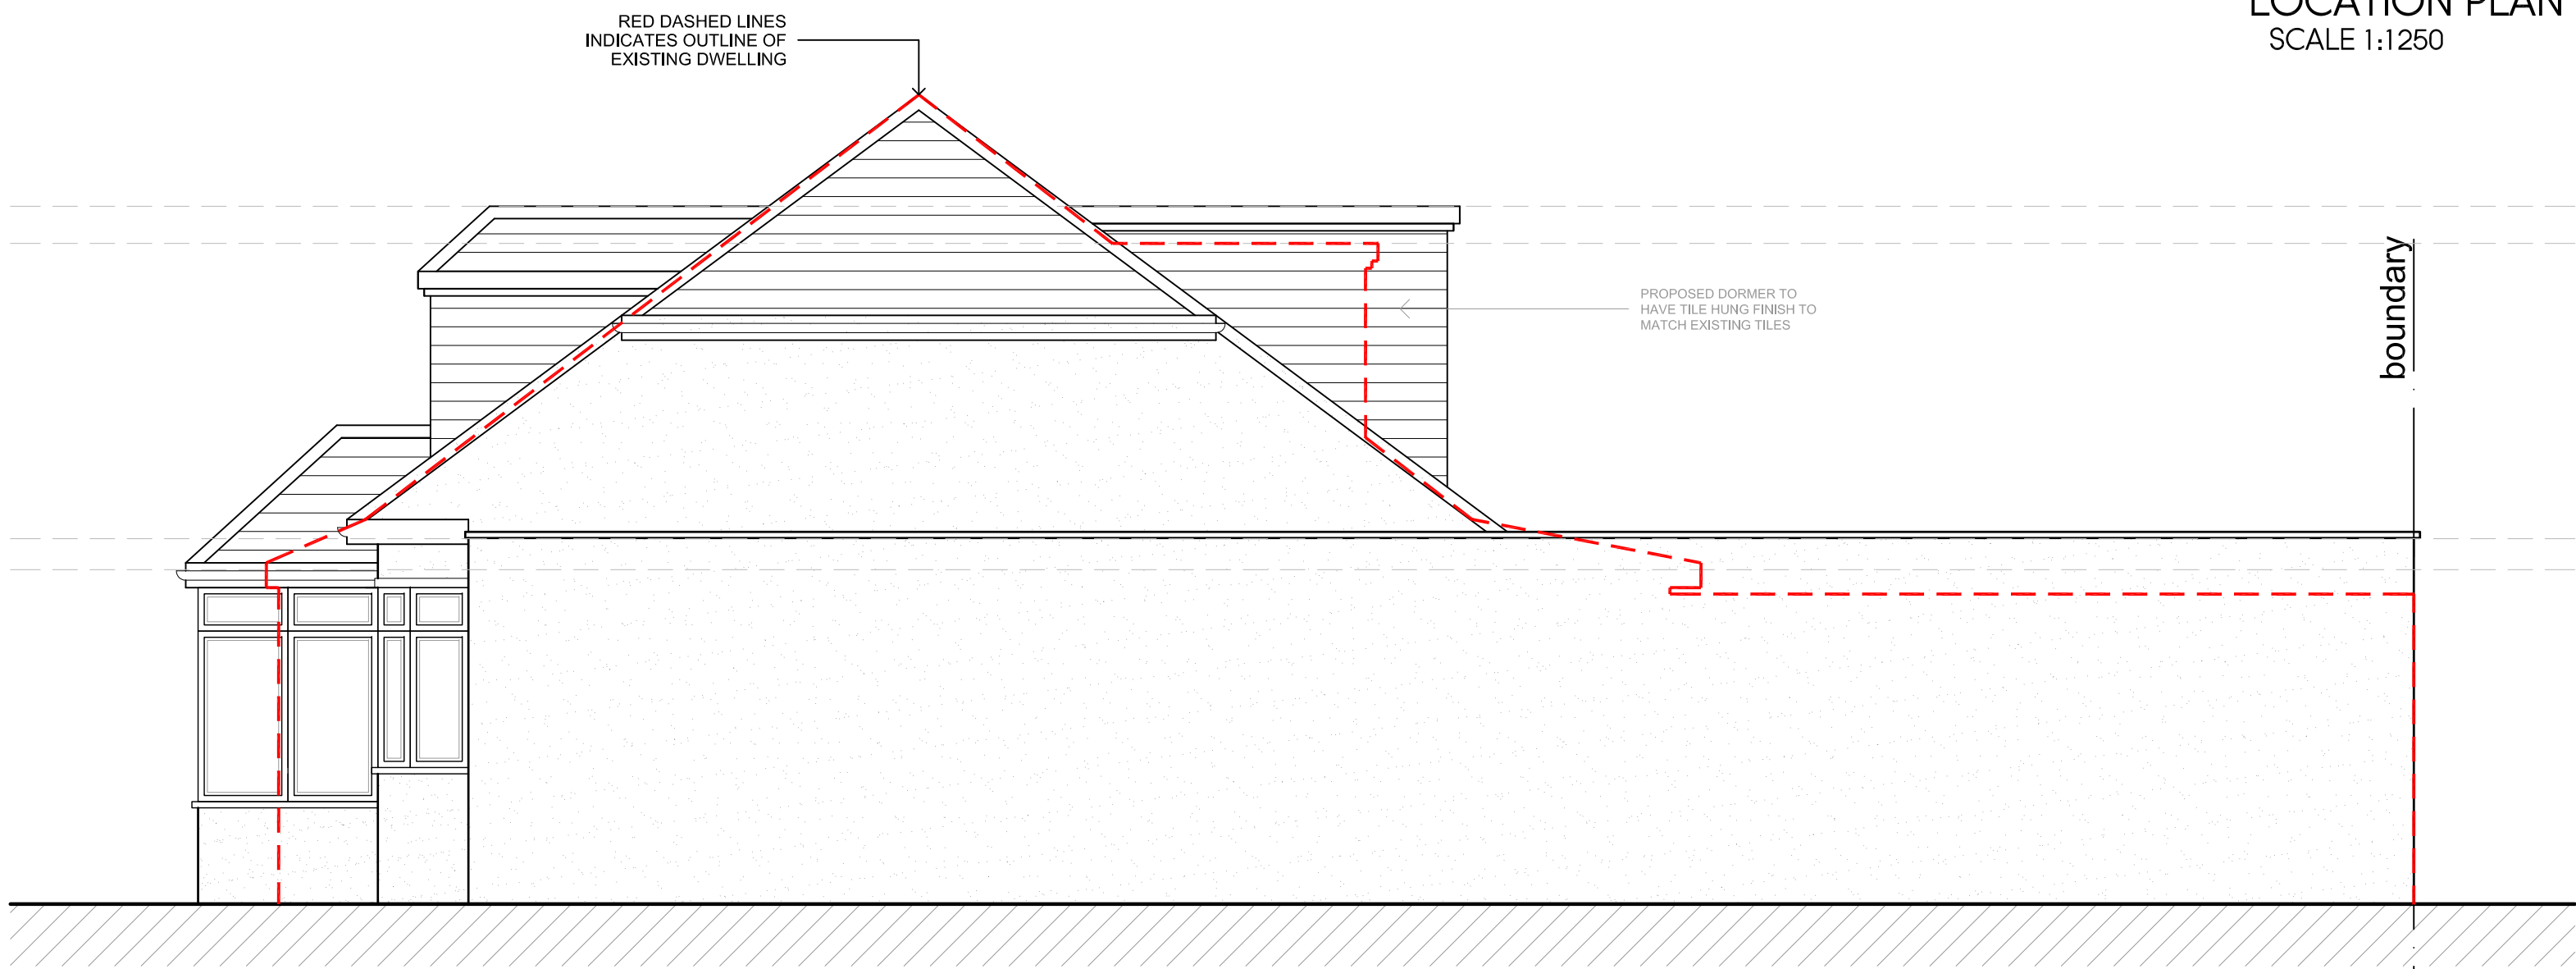 LOCATION PLAN
SCALE 1:1250
RED DASHED LINES
INDICATES OUTLINE OF
EXISTING DWELLING
PROPOSED DORMER TO
HAVE TILE HUNG FINISH TO
MATCH EXISTING TILES
boundary